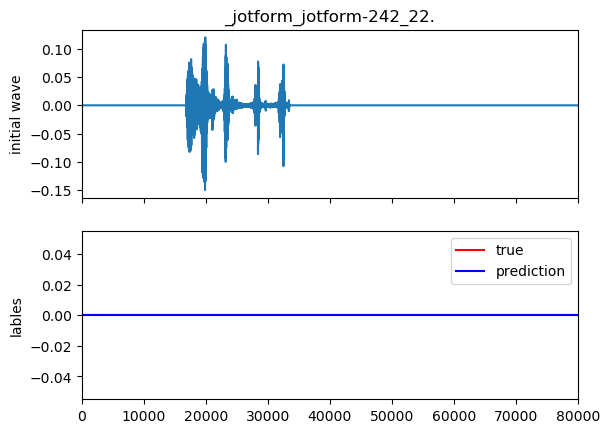 _jotform_jotform-242_22.
initial wave
0.10
0.05
0.00
−0.05
−0.10
−0.15
lables
0.04
0.02
0.00
−0.02
−0.04
true
prediction
0 10000 20000 30000 40000 50000 60000 70000 80000